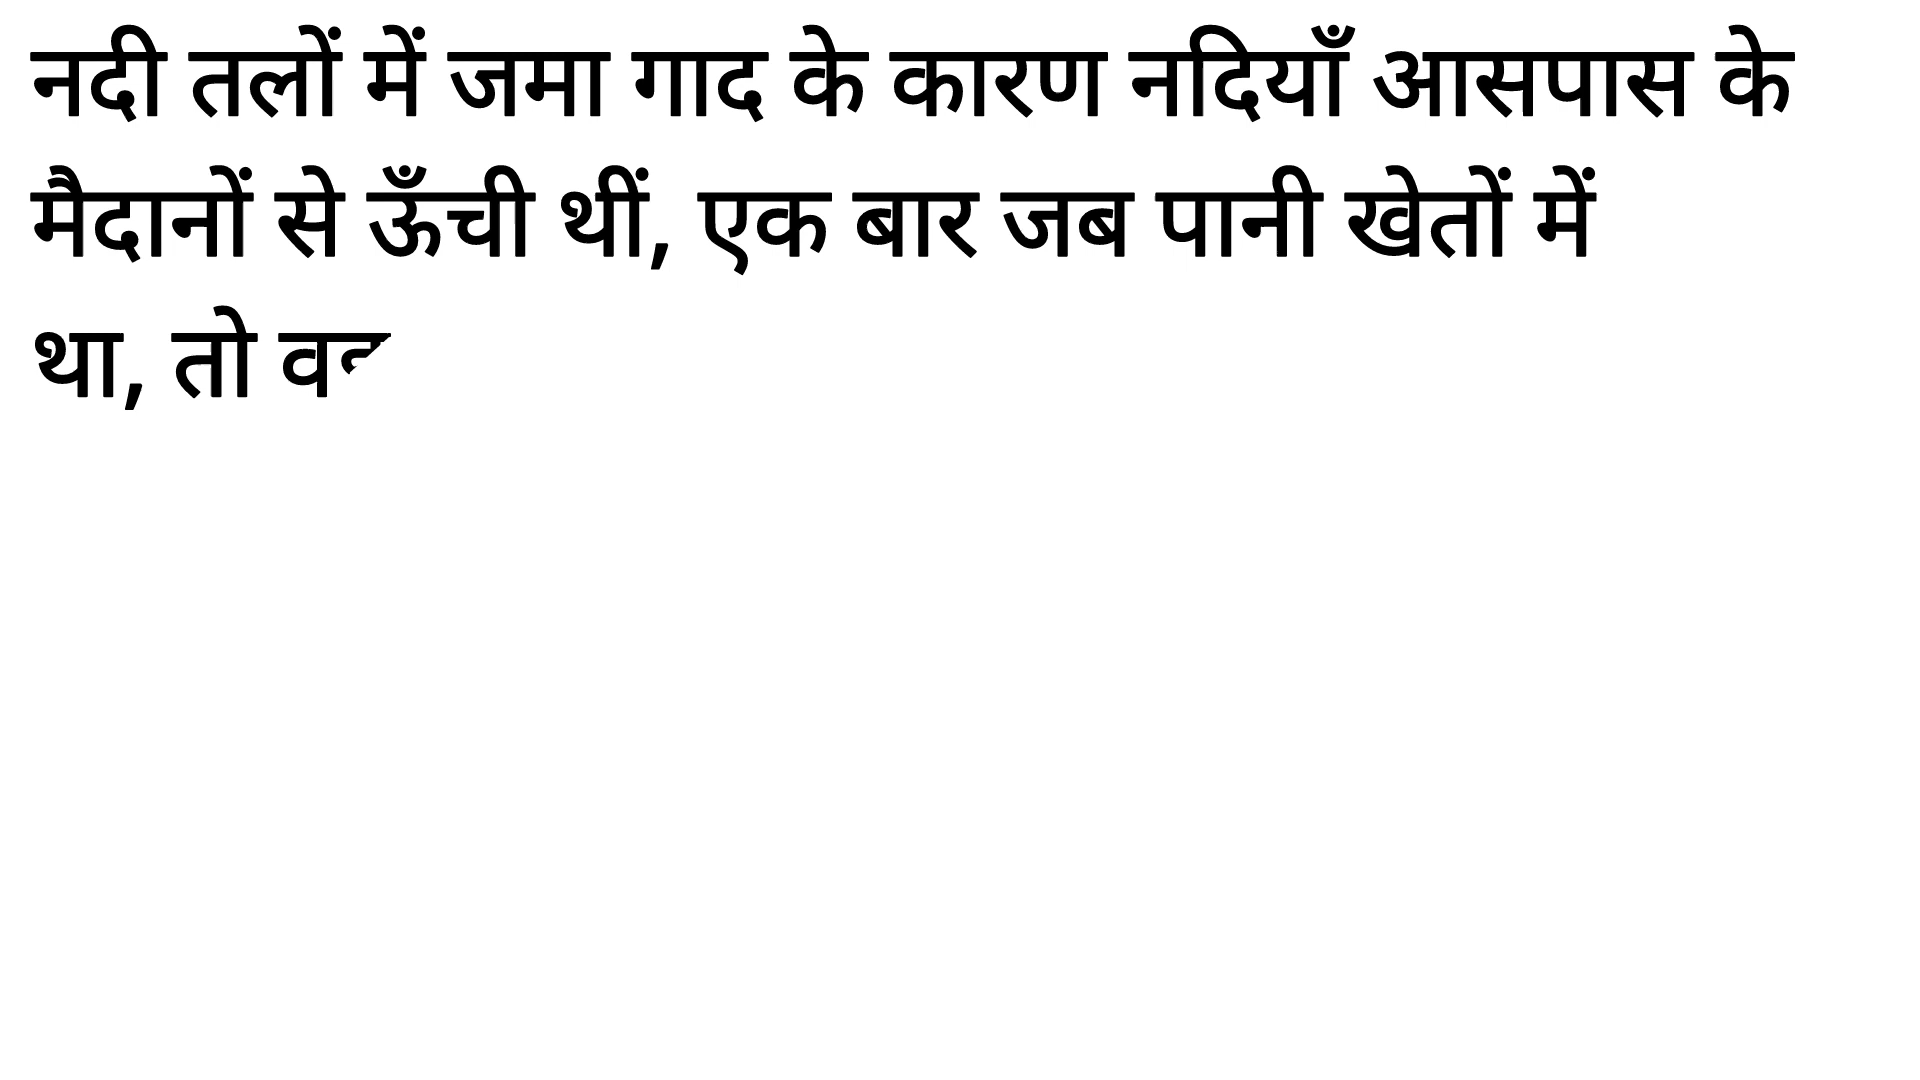 नदी तलों में जमा गाद के कारण नदियाँ आसपास के
मैदानों से ऊँची थीं, एक बार जब पानी खेतों में
था, तो